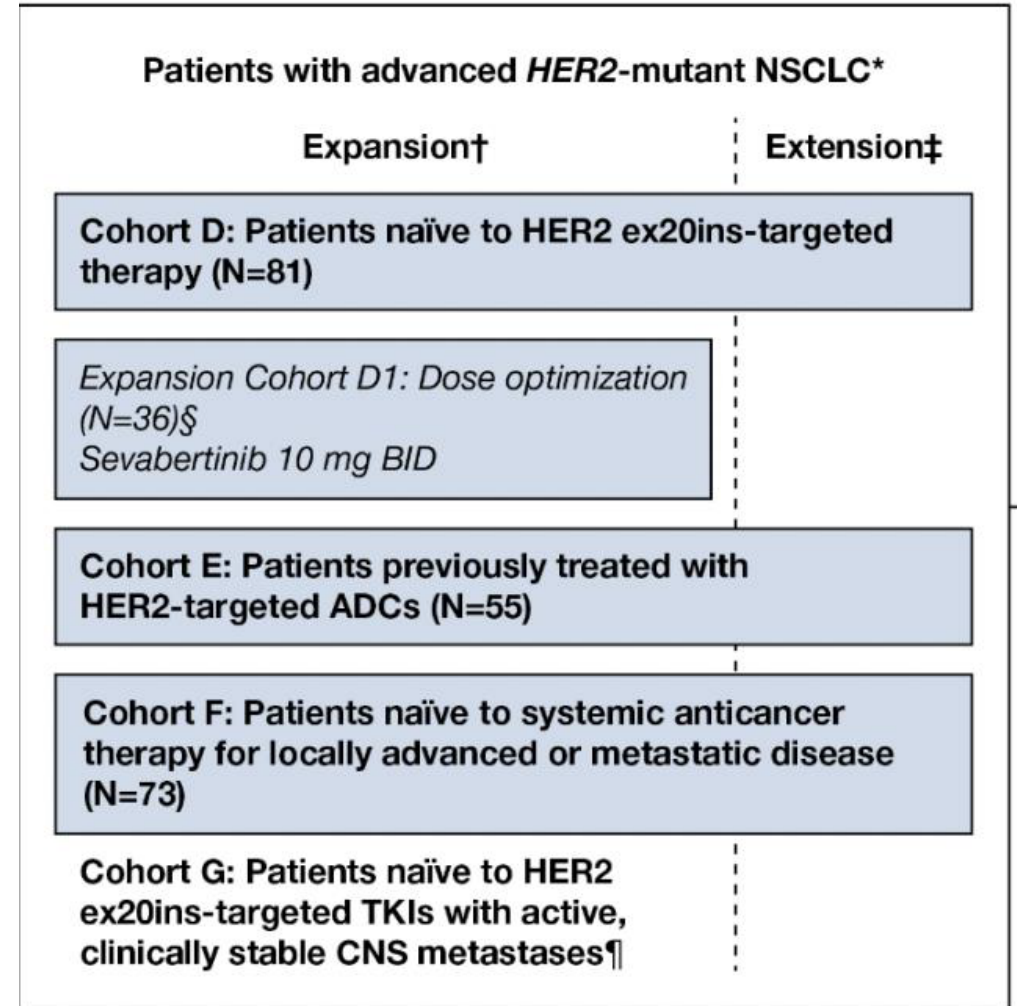 Patients with advanced HER2-mutant NSCLC*
Expansion†
Extension‡
Cohort D: Patients naïve to HER2 ex20ins-targeted
therapy (N=81)
Expansion Cohort D1: Dose optimization
(N=36)§
Sevabertinib 10 mg BID
Cohort E: Patients previously treated with
HER2-targeted ADCs (N=55)
Cohort F: Patients naïve to systemic anticancer
therapy for locally advanced or metastatic disease
(N=73)
Cohort G: Patients naïve to HER2
ex20ins-targeted TKIs with active,
clinically stable CNS metastases¶